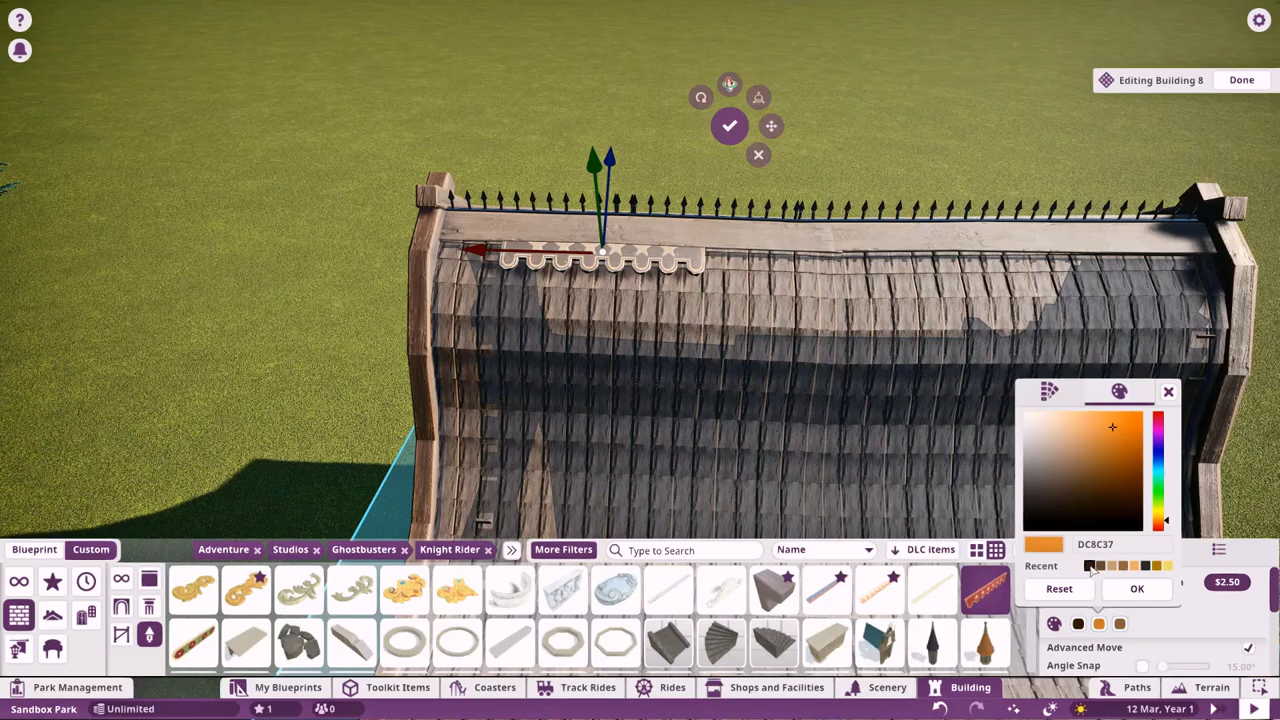 ?
Editing Building 8
Done
DC8C37
Recent
Reset
OK
Blueprint
Custom
Adventure
Studios
Ghostbusters
Knight Rider
More Filters
Type to Search
Name
DLC items
$2.50
Advanced Move
Angle Snap
15.00°
Park Management
My Blueprints
Toolkit Items
Coasters
Track Rides
Rides
Shops and Facilities
Scenery
Building
Paths
Terrain
Sandbox Park
Unlimited
1
0
12 Mar, Year 1